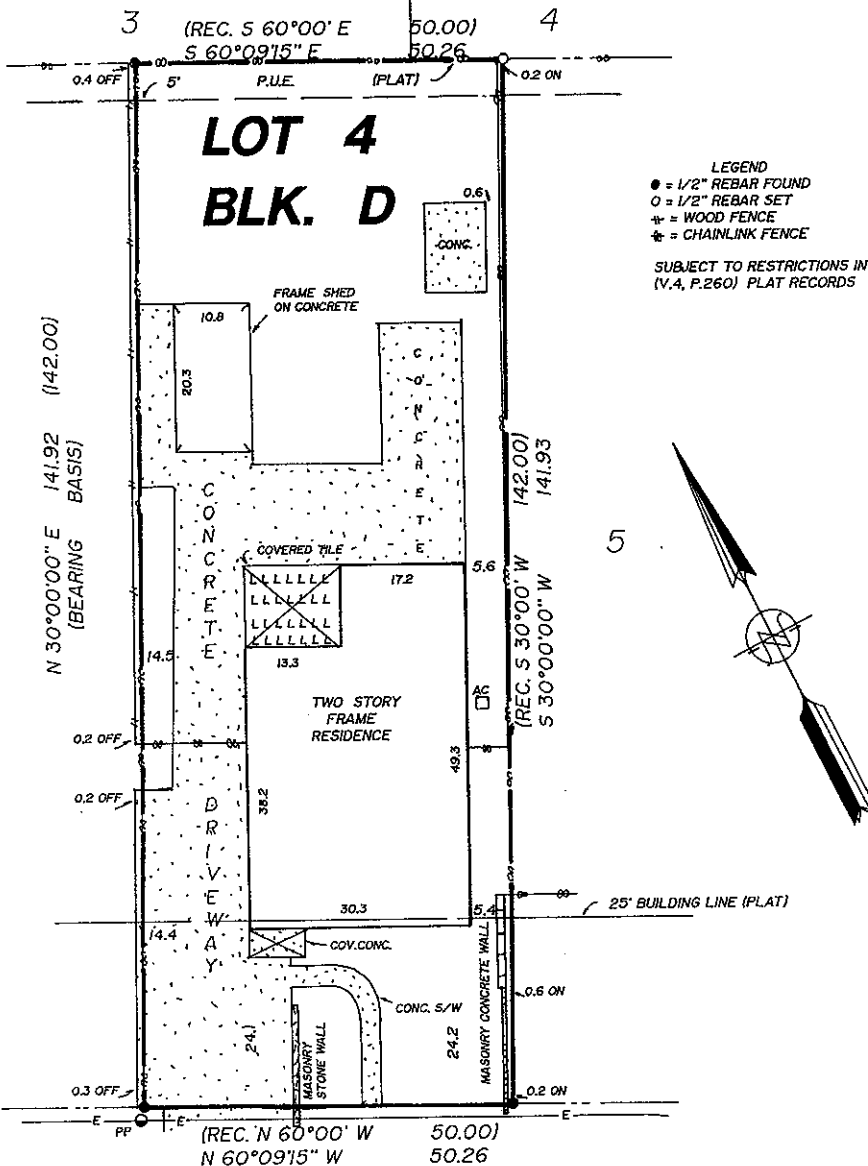 3
4
(REC. S 60°00' E 50.00)
S 60°09'15" E 50.26
0.4 OFF
5' P.U.E. (PLAT)
0.2 ON
LOT 4
BLK. D
0.6
CONC.
LEGEND
● = 1/2" REBAR FOUND
○ = 1/2" REBAR SET
= WOOD FENCE
= CHAINLINK FENCE
SUBJECT TO RESTRICTIONS IN
(V.4, P.260) PLAT RECORDS
FRAME SHED
ON CONCRETE
10.8
20.3
CONCRETE
N 30°00'00" E 141.92 (142.00)
(BEARING BASIS)
(REC. S 30°00' W 142.00)
S 30°00'00" W 141.93
5
N
CONCRETE
COVERED TILE
17.2
5.6
13.3
14.5
TWO STORY
FRAME
RESIDENCE
AC
0.2 OFF
0.2 OFF
38.2
49.3
DRIVEWAY
30.3
5.4
25' BUILDING LINE (PLAT)
14.4
COV.CONC.
CONC. S/W
MASONRY CONCRETE WALL
0.6 ON
24.1
MASONRY
STONE WALL
24.2
0.3 OFF
0.2 ON
E
E
E
PP
(REC. N 60°00' W 50.00)
N 60°09'15" W 50.26